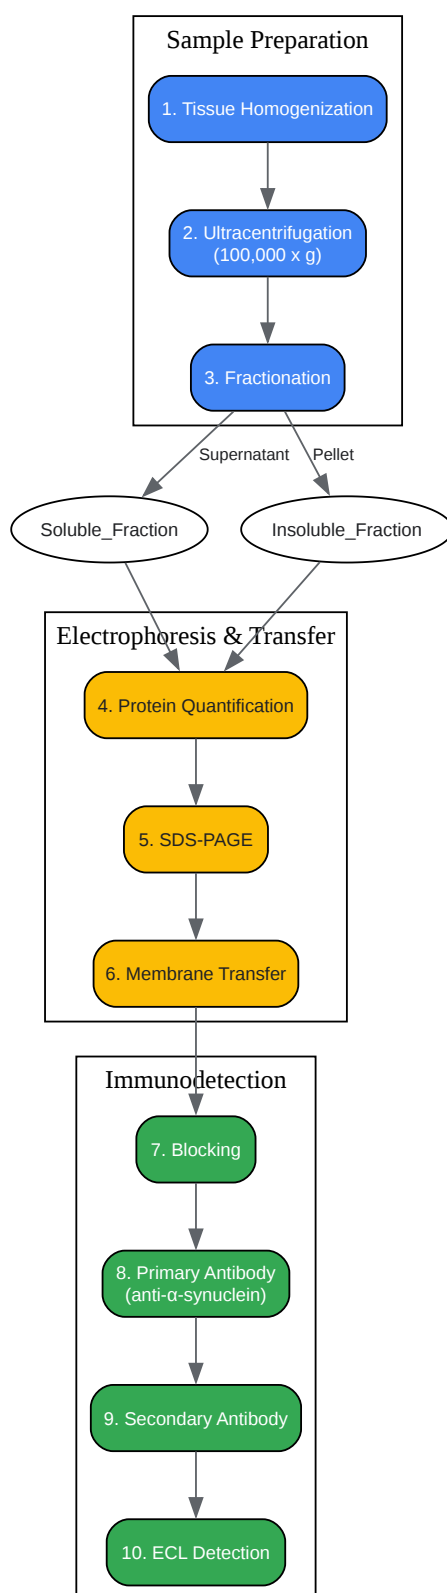 Sample Preparation
1. Tissue Homogenization
2. Ultracentrifugation
(100,000 x g)
3. Fractionation
Supernatant
Pellet
Soluble_Fraction
Insoluble_Fraction
Electrophoresis & Transfer
4. Protein Quantification
5. SDS-PAGE
6. Membrane Transfer
Immunodetection
7. Blocking
8. Primary Antibody
(anti-α-synuclein)
9. Secondary Antibody
10. ECL Detection